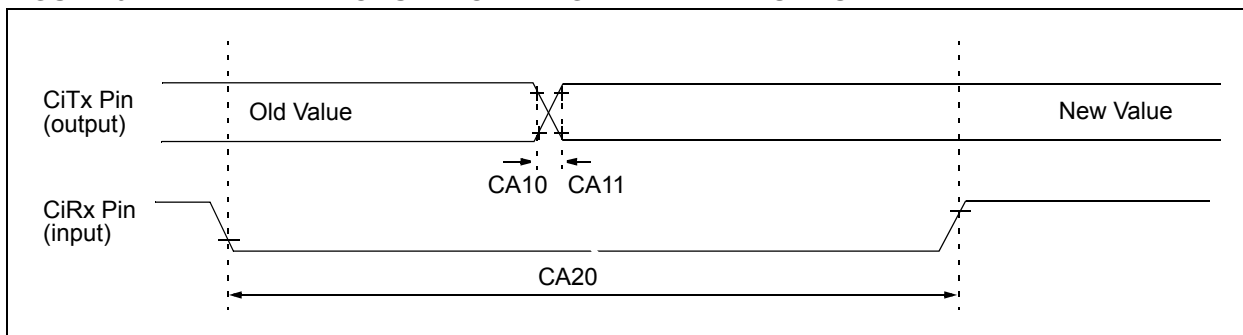 CiTx Pin
(output)
Old Value
New Value
CA10 CA11
CiRx Pin
(input)
CA20